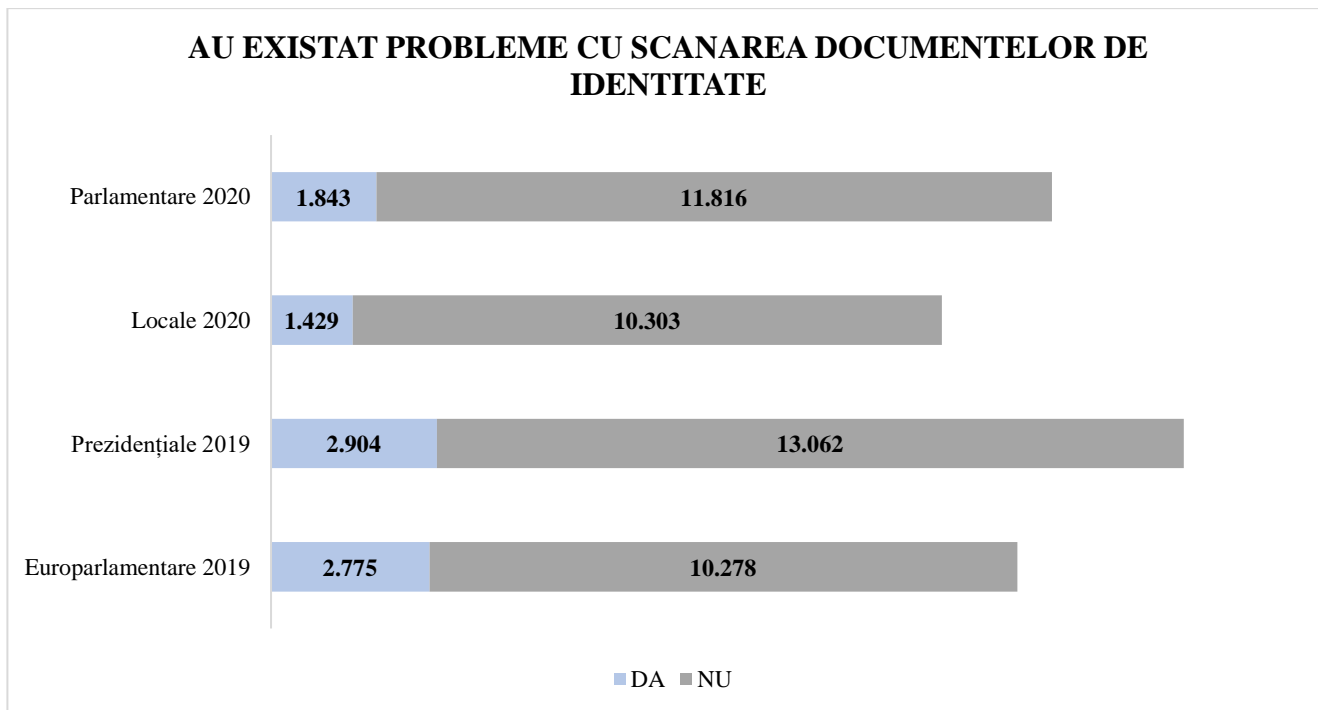 AU EXISTAT PROBLEME CU SCANAREA DOCUMENTELOR DE
IDENTITATE
Parlamentare 2020 1.843 11.816
Locale 2020 1.429 10.303
Prezidențiale 2019 2.904 13.062
Europarlamentare 2019 2.775 10.278
DA NU